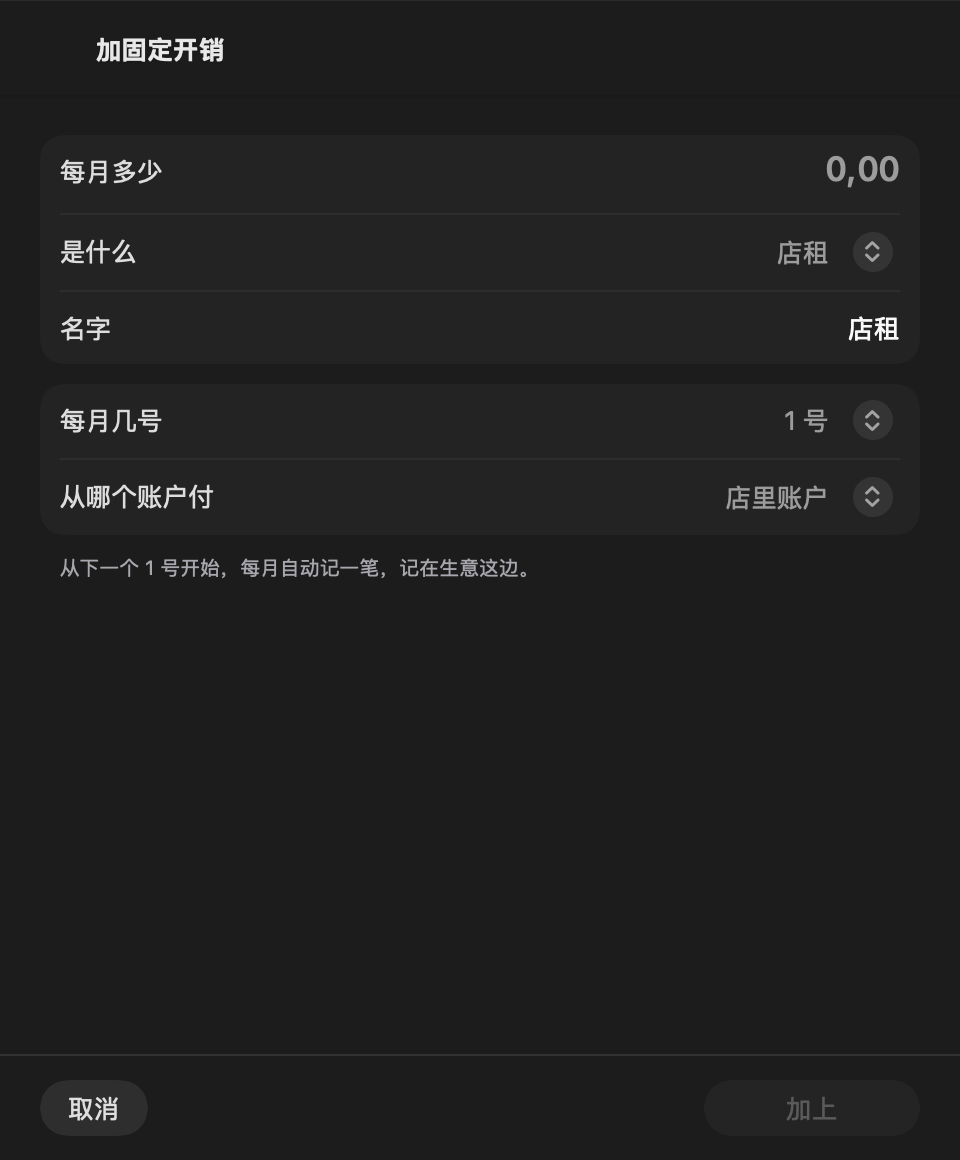 加固定开销
每月多少 0,00
是什么 店租
名字 店租
每月几号 1 号
从哪个账户付 店里账户
从下一个 1 号开始，每月自动记一笔，记在生意这边。
取消 加上